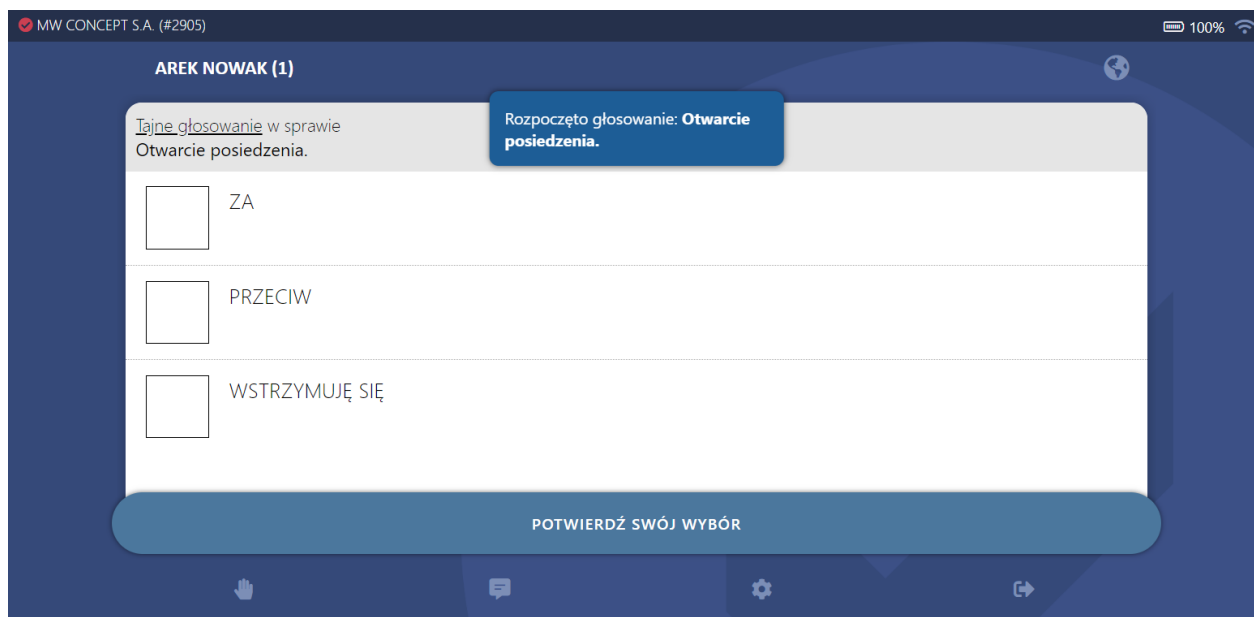 MW CONCEPT S.A. (#2905)
100%
AREK NOWAK (1)
Rozpoczęto głosowanie: Otwarcie
posiedzenia.
Tajne głosowanie w sprawie
Otwarcie posiedzenia.
ZA
PRZECIW
WSTRZYMUJĘ SIĘ
POTWIERDŹ SWÓJ WYBÓR